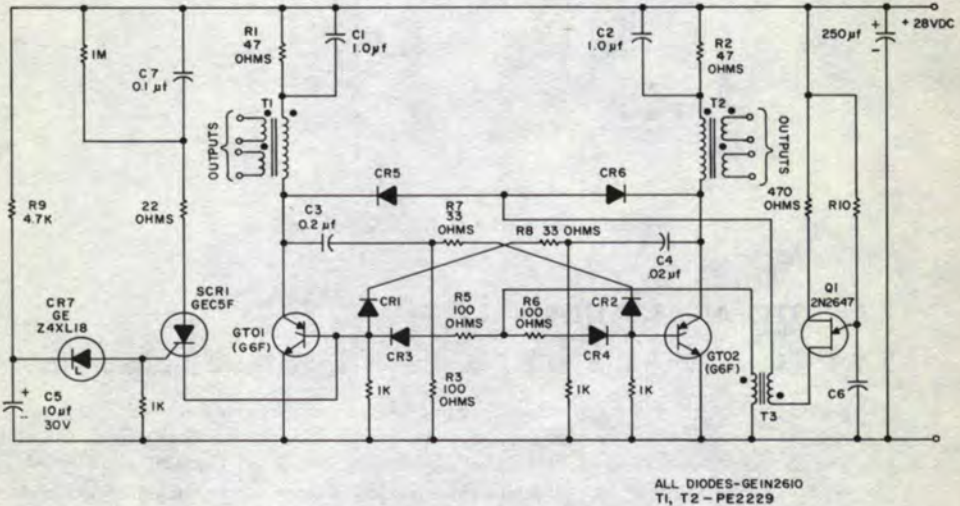 + 28VDC
250μf
+
-
1M
C7
0.1 μf
R1
47
OHMS
C1
1.0μf
C2
1.0μf
R2
47
OHMS
T1
OUTPUTS
T2
OUTPUTS
R9
4.7K
22
OHMS
CR5
CR6
470
OHMS
R10
C3
0.2 μf
R7
33
OHMS
R8 33 OHMS
C4
.02μf
CR7
GE
Z4XL18
L
SCR1
GEC5F
GTO1
(G6F)
CR1
CR3
R5
100
OHMS
R6
100
OHMS
CR2
CR4
GTO2
(G6F)
Q1
2N2647
+
-
C5
10μf
30V
1K
1K
R3
100
OHMS
1K
1K
T3
C6
ALL DIODES-GEIN2610
T1, T2 - PE2229